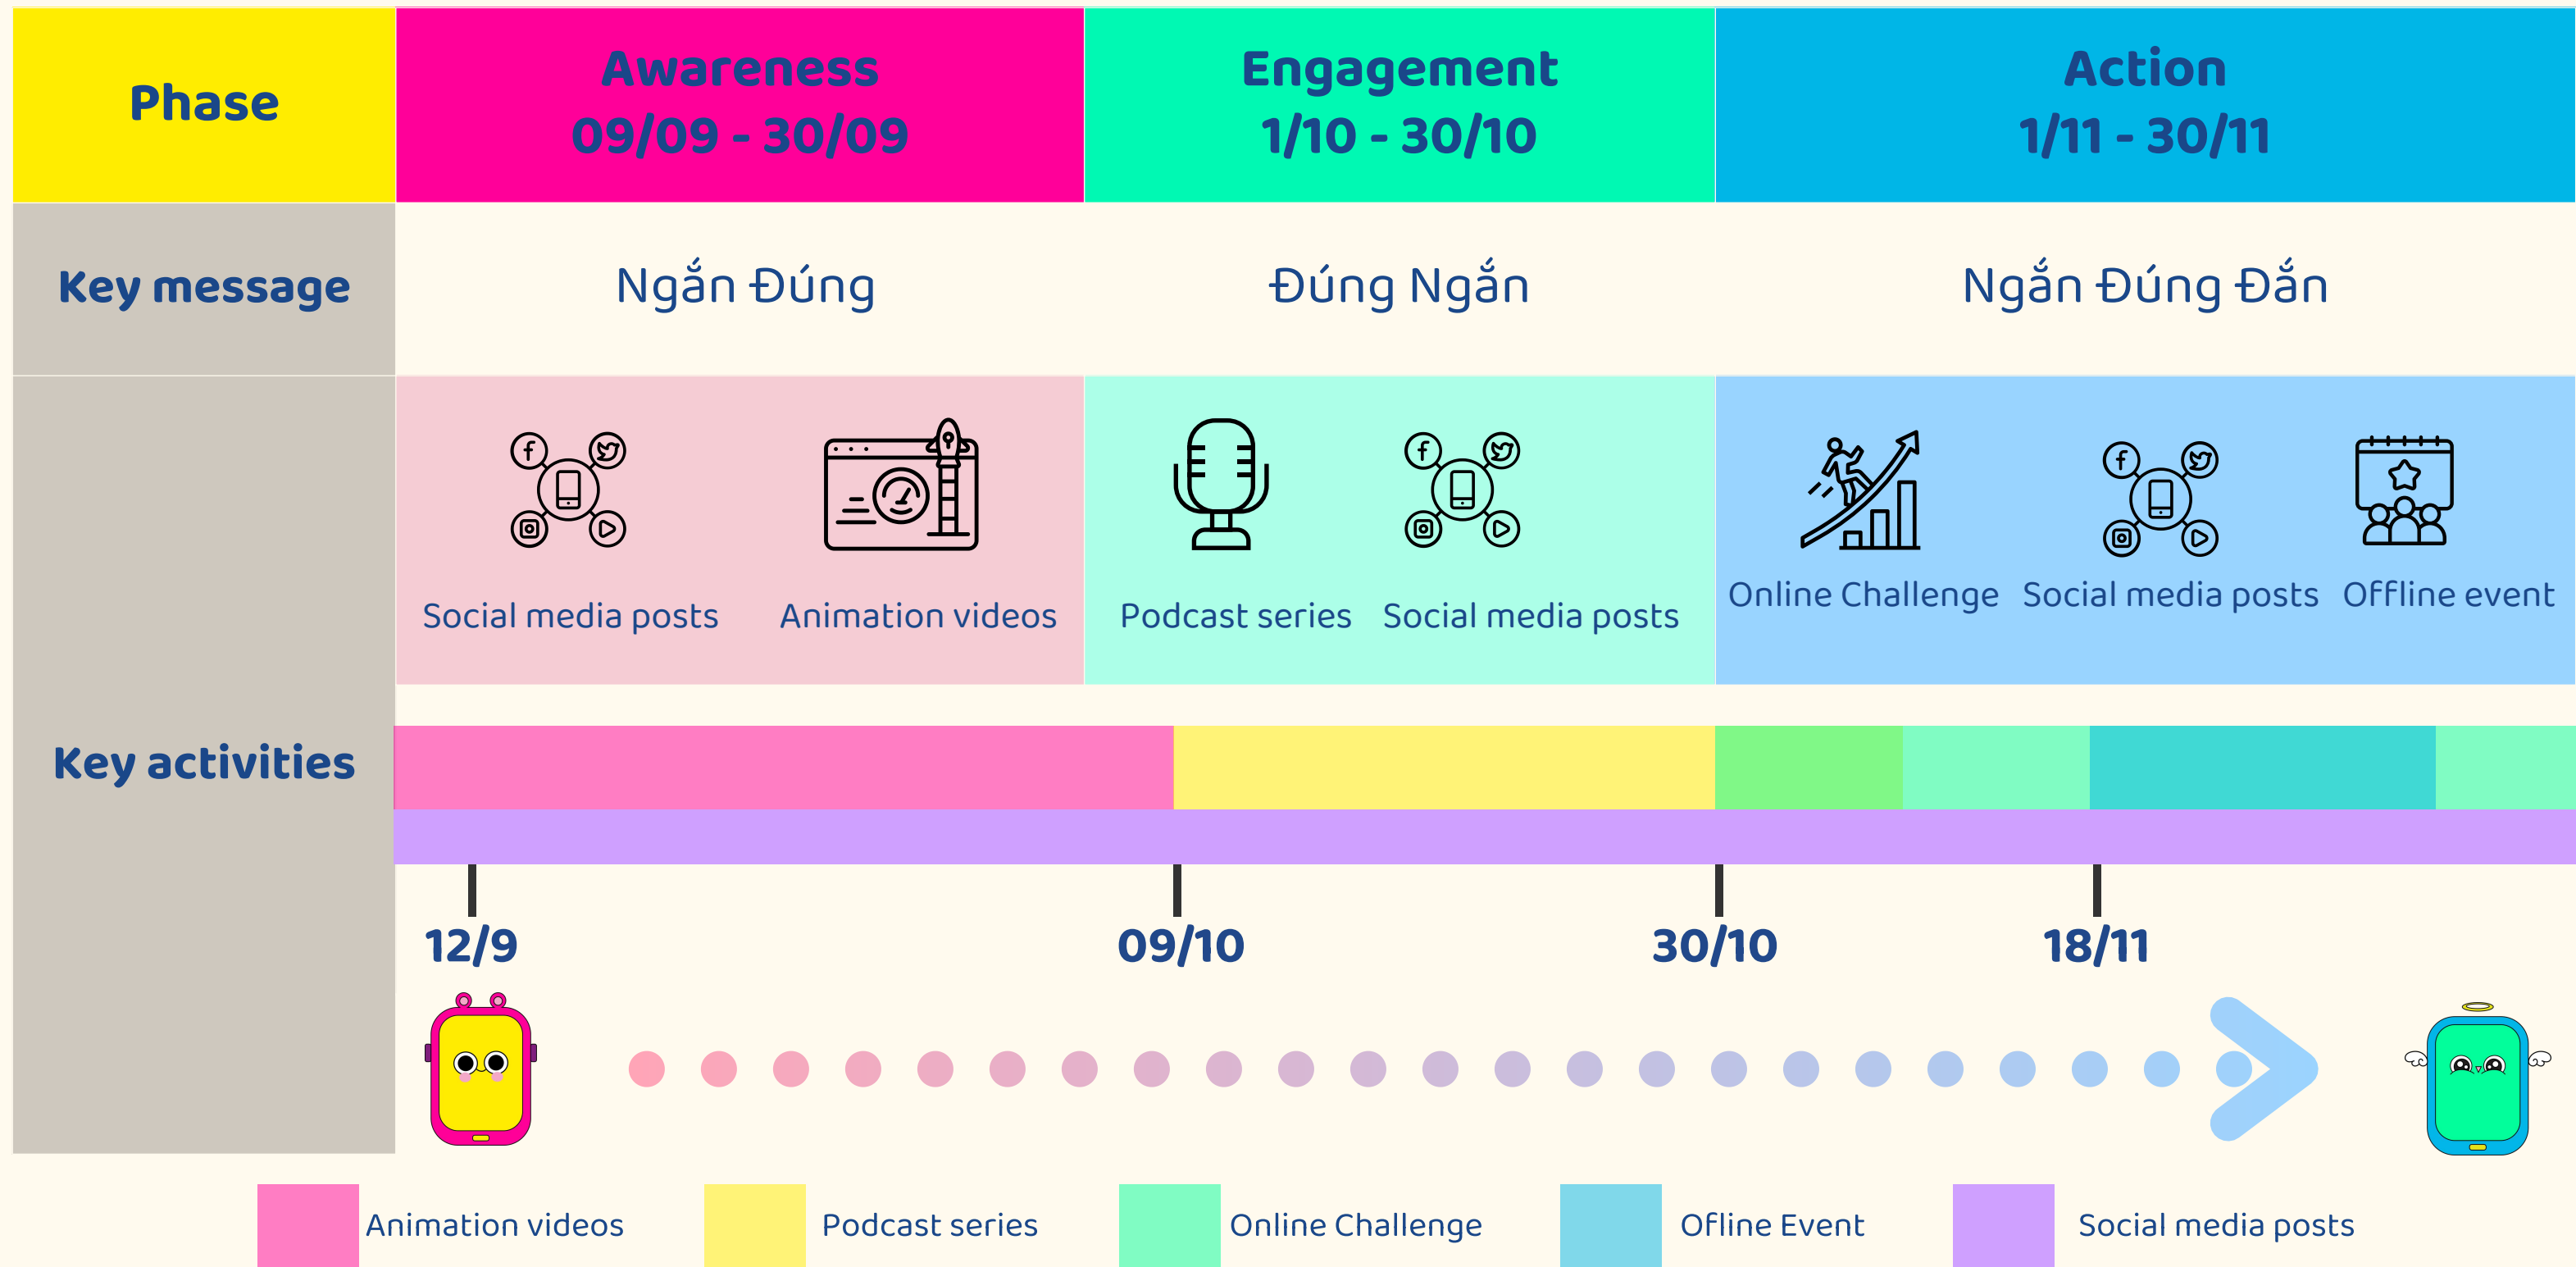 Phase
Awareness
09/09 - 30/09
Engagement
1/10 - 30/10
Action
1/11 - 30/11
Key message
Ngắn Đúng
Đúng Ngắn
Ngắn Đúng Đắn
Key activities
Social media posts
Animation videos
Podcast series
Social media posts
Online Challenge
Social media posts
Offline event
12/9
09/10
30/10
18/11
Animation videos
Podcast series
Online Challenge
Ofline Event
Social media posts